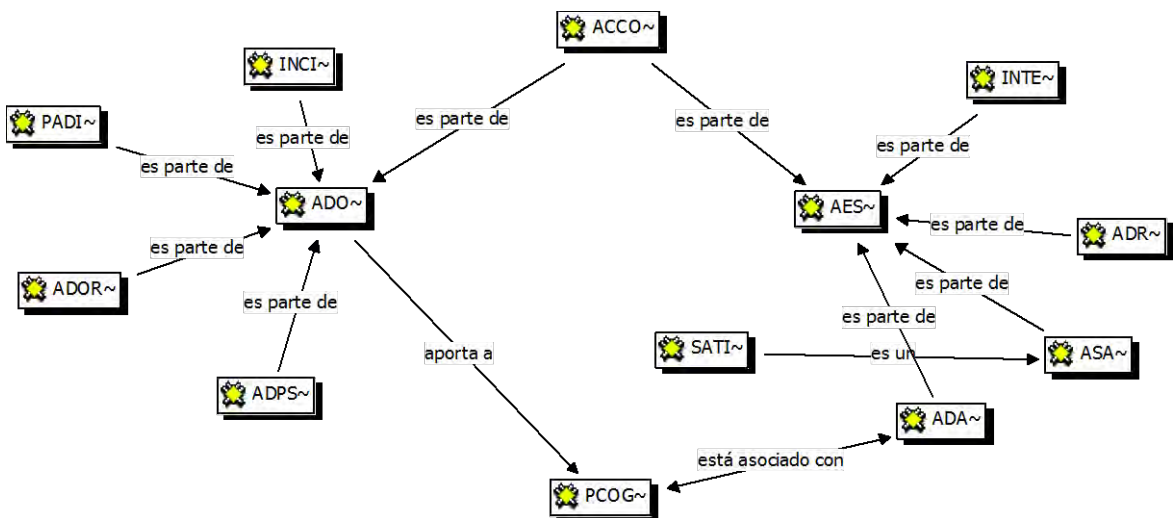 ACCO~
INCI~
INTE~
PADI~
es parte de
es parte de
es parte de
es parte de
es parte de
ADO~
AES~
es parte de
es parte de
ADR~
ADOR~
es parte de
es parte de
es parte de
SATI~
es un
ASA~
aporta a
ADPS~
ADA~
está asociado con
PCOG~